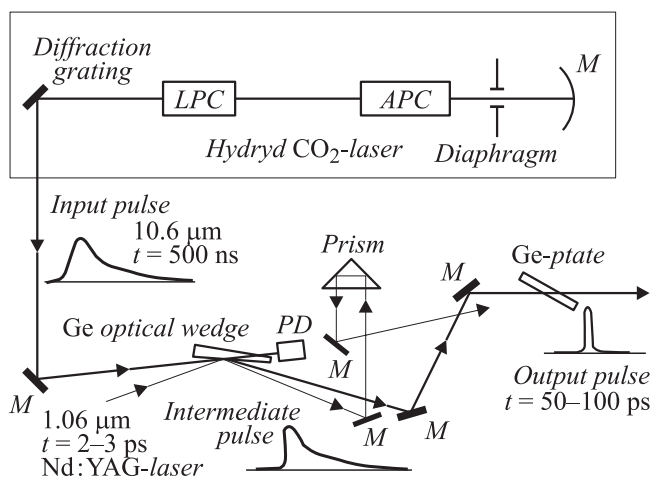 Diffraction
grating
LPC
APC
M
Hydryd CO₂-laser
Diaphragm
Input pulse
10.6 μm
t = 500 ns
Prism
Ge-ptate
M
Ge optical wedge
PD
M
M
Output pulse
t = 50–100 ps
1.06 μm
t = 2–3 ps
Nd:YAG-laser
Intermediate
pulse
M
M